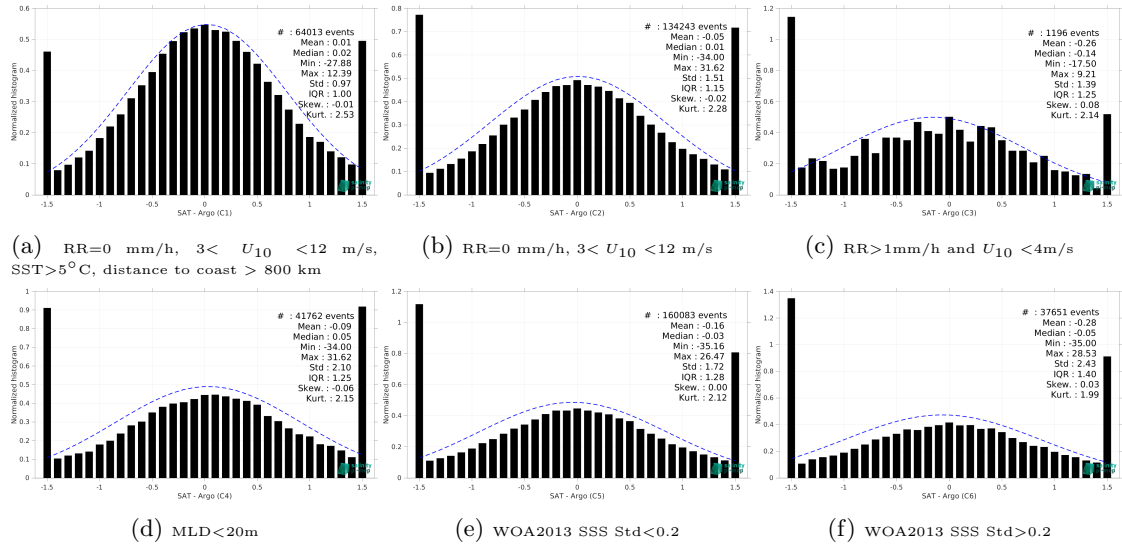 0.6
0.5
0.4
0.3
0.2
0.1
0
Normalized histogram
# : 64013 events
Mean : 0.01
Median : 0.02
Min : -27.88
Max : 12.39
Std : 0.97
IQR : 1.00
Skew. : -0.01
Kurt. : 2.53
-1.5 -1 -0.5 0 0.5 1 1.5
SAT - Argo (C1)
(a) RR=0 mm/h, 3< U10 <12 m/s,
SST>5°C, distance to coast > 800 km
0.8
0.7
0.6
0.5
0.4
0.3
0.2
0.1
0
Normalized histogram
# : 134243 events
Mean : -0.05
Median : 0.01
Min : -34.00
Max : 31.62
Std : 1.51
IQR : 1.15
Skew. : -0.02
Kurt. : 2.28
-1.5 -1 -0.5 0 0.5 1 1.5
SAT - Argo (C2)
(b) RR=0 mm/h, 3< U10 <12 m/s
1.2
1
0.8
0.6
0.4
0.2
0
Normalized histogram
# : 1196 events
Mean : -0.26
Median : -0.14
Min : -17.50
Max : 9.21
Std : 1.39
IQR : 1.25
Skew. : 0.08
Kurt. : 2.14
-1.5 -1 -0.5 0 0.5 1 1.5
SAT - Argo (C3)
(c) RR>1mm/h and U10 <4m/s
1
0.9
0.8
0.7
0.6
0.5
0.4
0.3
0.2
0.1
0
Normalized histogram
# : 41762 events
Mean : -0.09
Median : 0.05
Min : -34.00
Max : 31.62
Std : 2.10
IQR : 1.25
Skew. : -0.06
Kurt. : 2.15
-1.5 -1 -0.5 0 0.5 1 1.5
SAT - Argo (C4)
(d) MLD<20m
1.2
1
0.8
0.6
0.4
0.2
0
Normalized histogram
# : 160083 events
Mean : -0.16
Median : -0.03
Min : -35.16
Max : 26.47
Std : 1.72
IQR : 1.28
Skew. : 0.00
Kurt. : 2.12
-1.5 -1 -0.5 0 0.5 1 1.5
SAT - Argo (C5)
(e) WOA2013 SSS Std<0.2
1.4
1.2
1
0.8
0.6
0.4
0.2
0
Normalized histogram
# : 37651 events
Mean : -0.28
Median : -0.05
Min : -35.00
Max : 28.53
Std : 2.43
IQR : 1.40
Skew. : 0.03
Kurt. : 1.99
-1.5 -1 -0.5 0 0.5 1 1.5
SAT - Argo (C6)
(f) WOA2013 SSS Std>0.2